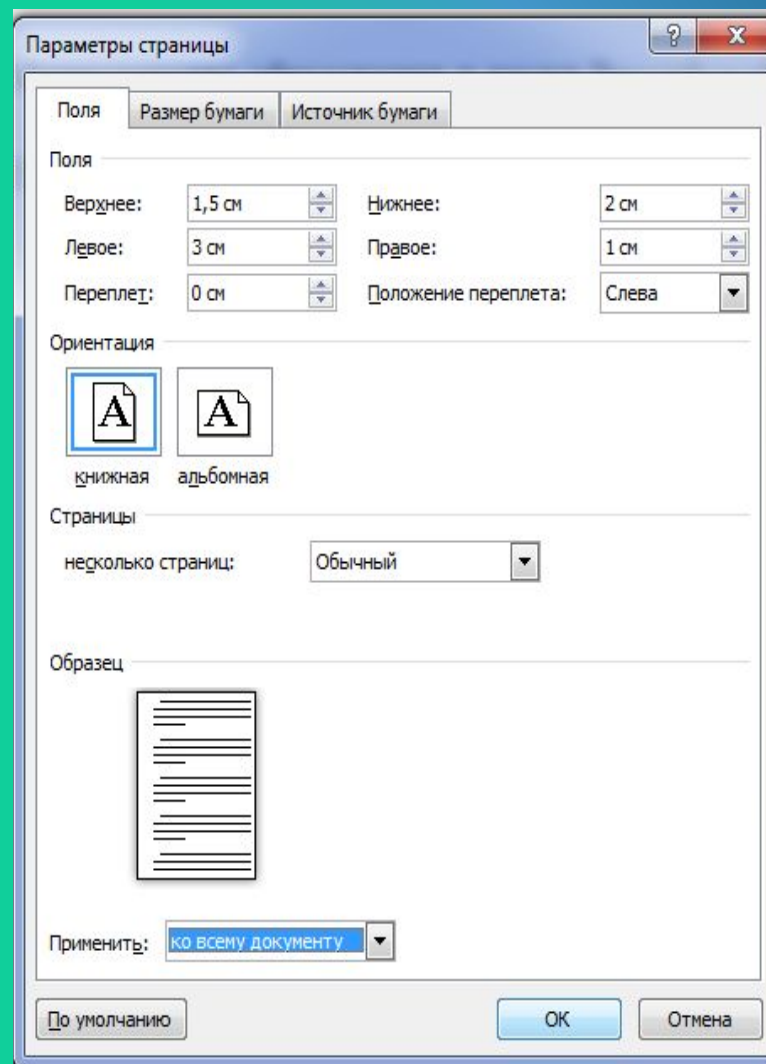 Параметры страницы
Поля Размер бумаги Источник бумаги
Поля
Верхнее: 1,5 см Нижнее: 2 см
Левое: 3 см Правое: 1 см
Переплет: 0 см Положение переплета: Слева
Ориентация
A A
книжная альбомная
Страницы
несколько страниц: Обычный
Образец
Применить: ко всему документу
По умолчанию ОК Отмена